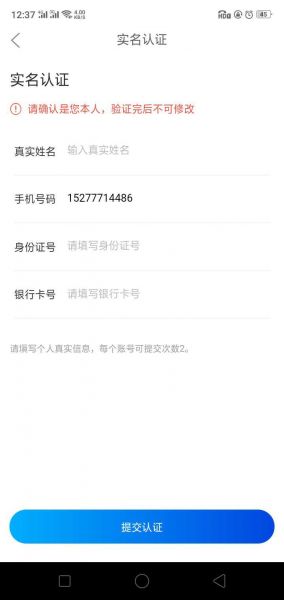 12:37 4.00 KB/S HD 45
实名认证
实名认证
请确认是您本人，验证完后不可修改
真实姓名 输入真实姓名
手机号码 15277714486
身份证号 请填写身份证号
银行卡号 请填写银行卡号
请填写个人真实信息，每个账号可提交次数2。
提交认证